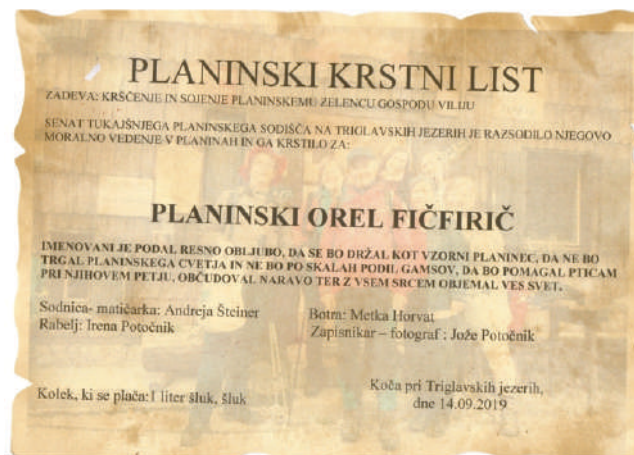 PLANINSKI KRSTNI LIST
ZADEVA: KRŠČENJE IN SOJENJE PLANINSKEMU ZELENCU GOSPODU VILIJU
SENAT TUKAJŠNJEGA PLANINSKEGA SODIŠČA NA TRIGLAVSKIH JEZERIH JE RAZSODILO NJEGOVO
MORALNO VEDENJE V PLANINAH IN GA KRSTILO ZA:
PLANINSKI OREL FIČFIRIČ
IMENOVANI JE PODAL RESNO OBLJUBO, DA SE BO DRŽAL KOT VZORNI PLANINEC, DA NE BO
TRGAL PLANINSKEGA CVETJA IN NE BO PO SKALAH PODIL GAMSOV, DA BO POMAGAL PTICAM
PRI NJIHOVEM PETJU, OBČUDOVAL NARAVO TER Z VSEM SRCEM OBJEMAL VES SVET.
Sodnica- matičarka: Andreja Šteiner
Rabelj: Irena Potočnik
Botra: Metka Horvat
Zapisnikar – fotograf : Jože Potočnik
Kolek, ki se plača:1 liter šluk, šluk
Koča pri Triglavskih jezerih,
dne 14.09.2019